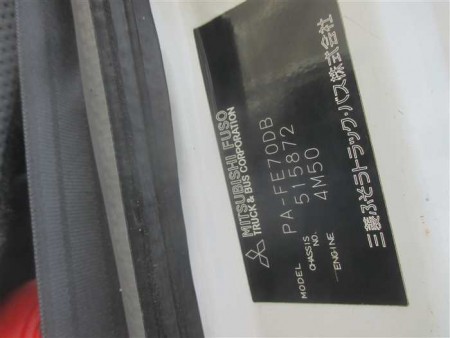 MITSUBISHI FUSO
TRUCK & BUS CORPORATION
MODEL PA-FE70DB
CHASSIS NO. 515872
ENGINE 4M50
三菱ふそうトラック・バス株式会社